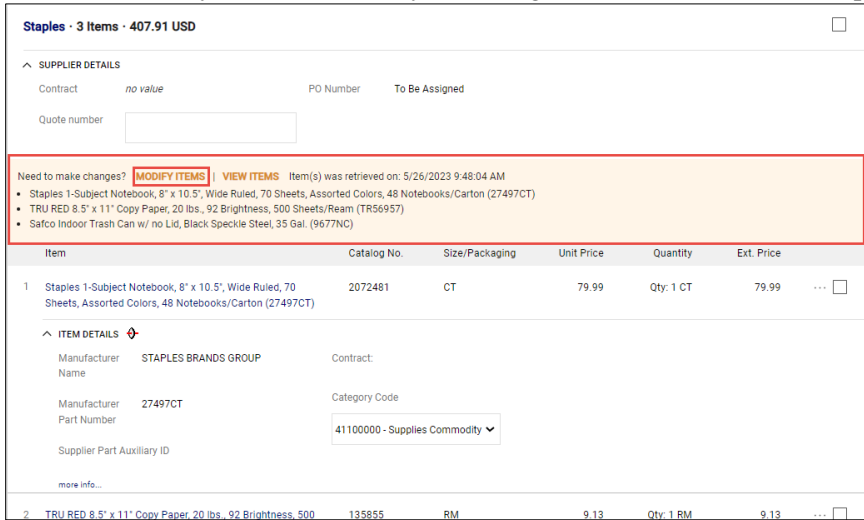 Staples · 3 Items · 407.91 USD
SUPPLIER DETAILS
Contract no value PO Number To Be Assigned
Quote number
Need to make changes? MODIFY ITEMS | VIEW ITEMS Item(s) was retrieved on: 5/26/2023 9:48:04 AM
• Staples 1-Subject Notebook, 8" x 10.5", Wide Ruled, 70 Sheets, Assorted Colors, 48 Notebooks/Carton (27497CT)
• TRU RED 8.5" x 11" Copy Paper, 20 lbs., 92 Brightness, 500 Sheets/Ream (TR56957)
• Safco Indoor Trash Can w/ no Lid, Black Speckle Steel, 35 Gal. (9677NC)
Item Catalog No. Size/Packaging Unit Price Quantity Ext. Price
1 Staples 1-Subject Notebook, 8" x 10.5", Wide Ruled, 70 2072481 CT 79.99 Qty: 1 CT 79.99 ...
Sheets, Assorted Colors, 48 Notebooks/Carton (27497CT)
ITEM DETAILS
Manufacturer STAPLES BRANDS GROUP Contract:
Name
Manufacturer 27497CT Category Code
Part Number
41100000 - Supplies Commodity
Supplier Part Auxiliary ID
more info...
2 TRU RED 8.5" x 11" Copy Paper, 20 lbs., 92 Brightness, 500 135855 RM 9.13 Qty: 1 RM 9.13 ...